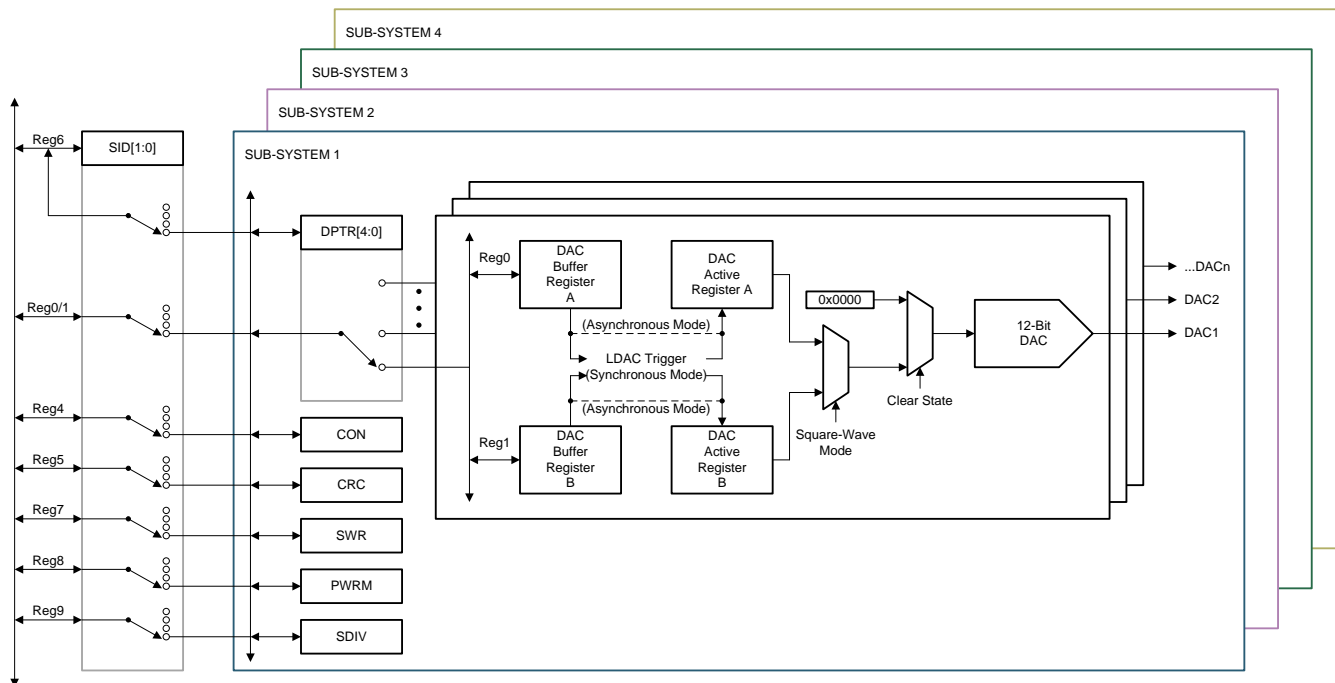 SUB-SYSTEM 4
SUB-SYSTEM 3
SUB-SYSTEM 2
SUB-SYSTEM 1
Reg6
SID[1:0]
DPTR[4:0]
Reg0/1
Reg4
CON
Reg5
CRC
Reg7
SWR
Reg8
PWRM
Reg9
SDIV
Reg0
DAC
Buffer
Register
A
DAC
Active
Register A
(Asynchronous Mode)
LDAC Trigger
(Synchronous Mode)
(Asynchronous Mode)
Reg1
DAC
Buffer
Register
B
DAC
Active
Register
B
0x0000
Square-Wave
Mode
Clear State
12-Bit
DAC
...DACn
DAC2
DAC1